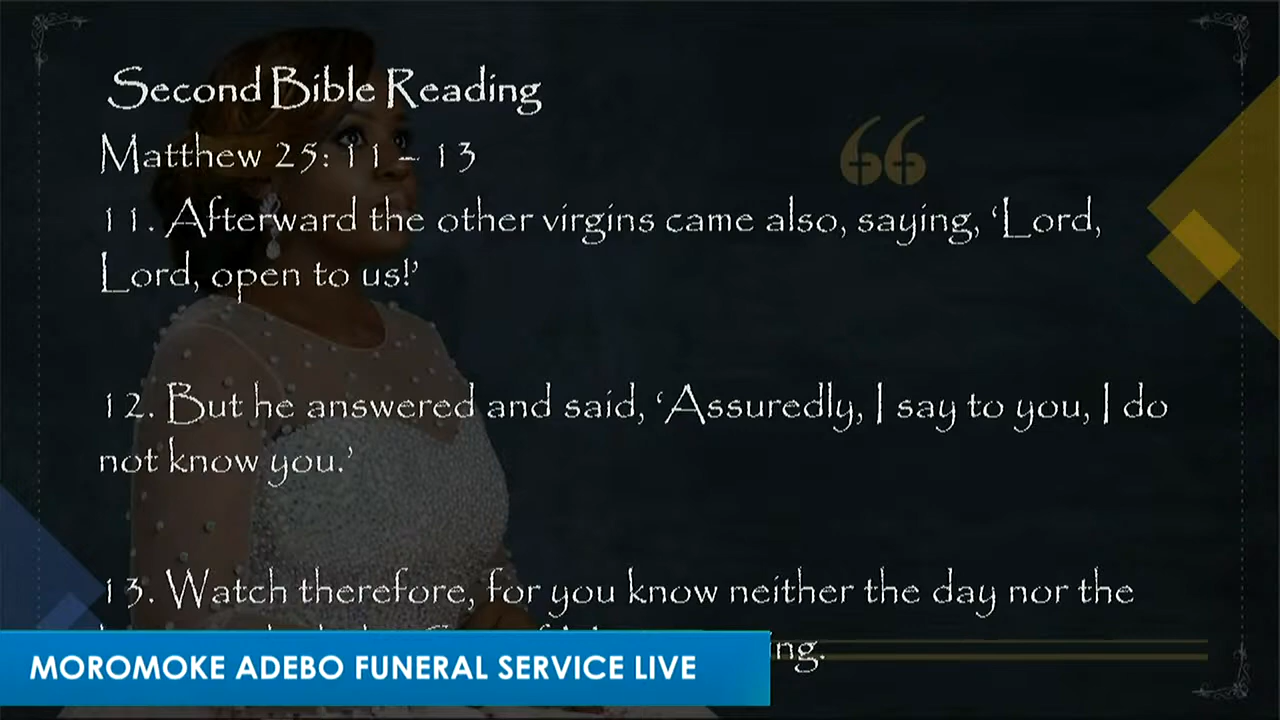 Second Bible Reading
Matthew 25: 11 – 13
11. Afterward the other virgins came also, saying, ‘Lord,
Lord, open to us!’
12. But he answered and said, ‘Assuredly, I say to you, I do
not know you.’
13. Watch therefore, for you know neither the day nor the
MOROMOKE ADEBO FUNERAL SERVICE LIVE